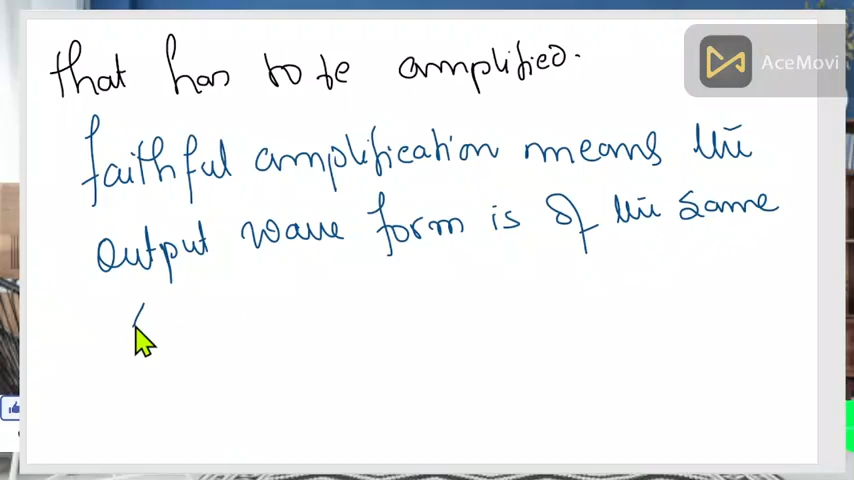 that has to be amplified.
AceMovi
faithful amplification means the
output wave form is of the same